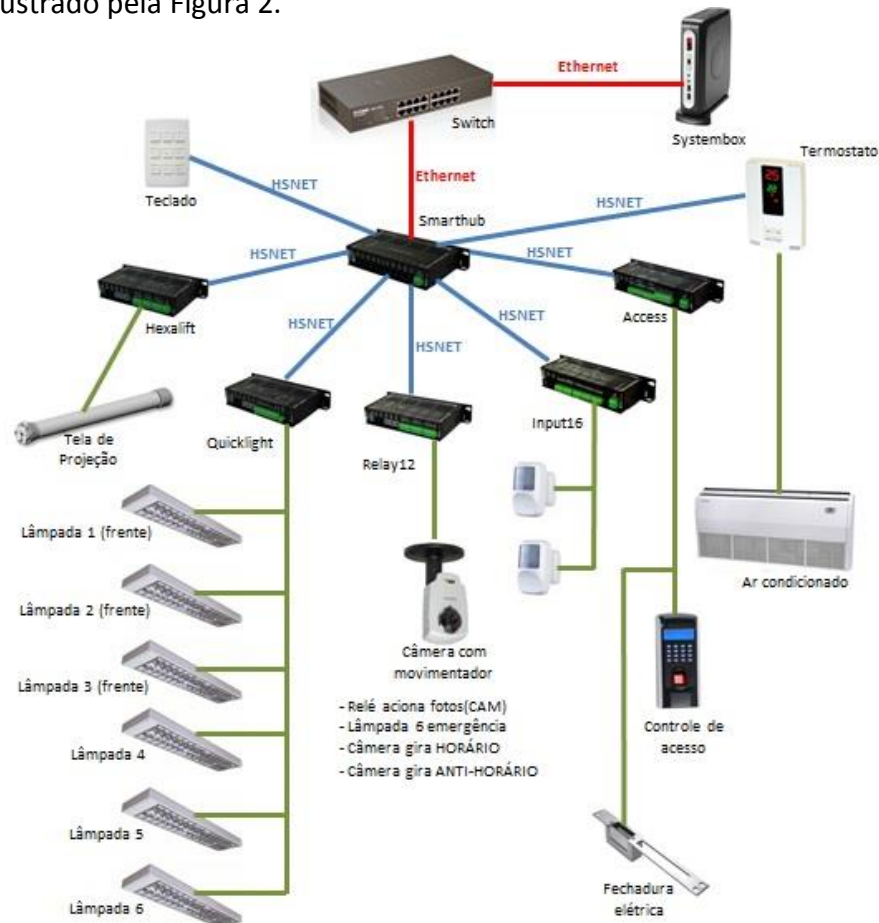 ustrado pela Figura 2.
Ethernet
Switch
Systembox
Termostato
Teclado
HSNET
Ethernet
Smarthub
HSNET
HSNET
HSNET
Hexalift
Access
HSNET
HSNET
HSNET
Tela de
Projeção
Quicklight
Relay12
Input16
Lâmpada 1 (frente)
Lâmpada 2 (frente)
Lâmpada 3 (frente)
Lâmpada 4
Lâmpada 5
Lâmpada 6
Câmera com
movimentador
- Relé aciona fotos(CAM)
- Lâmpada 6 emergência
- Câmera gira HORÁRIO
- Câmera gira ANTI-HORÁRIO
Ar condicionado
Controle de
acesso
Fechadura
elétrica